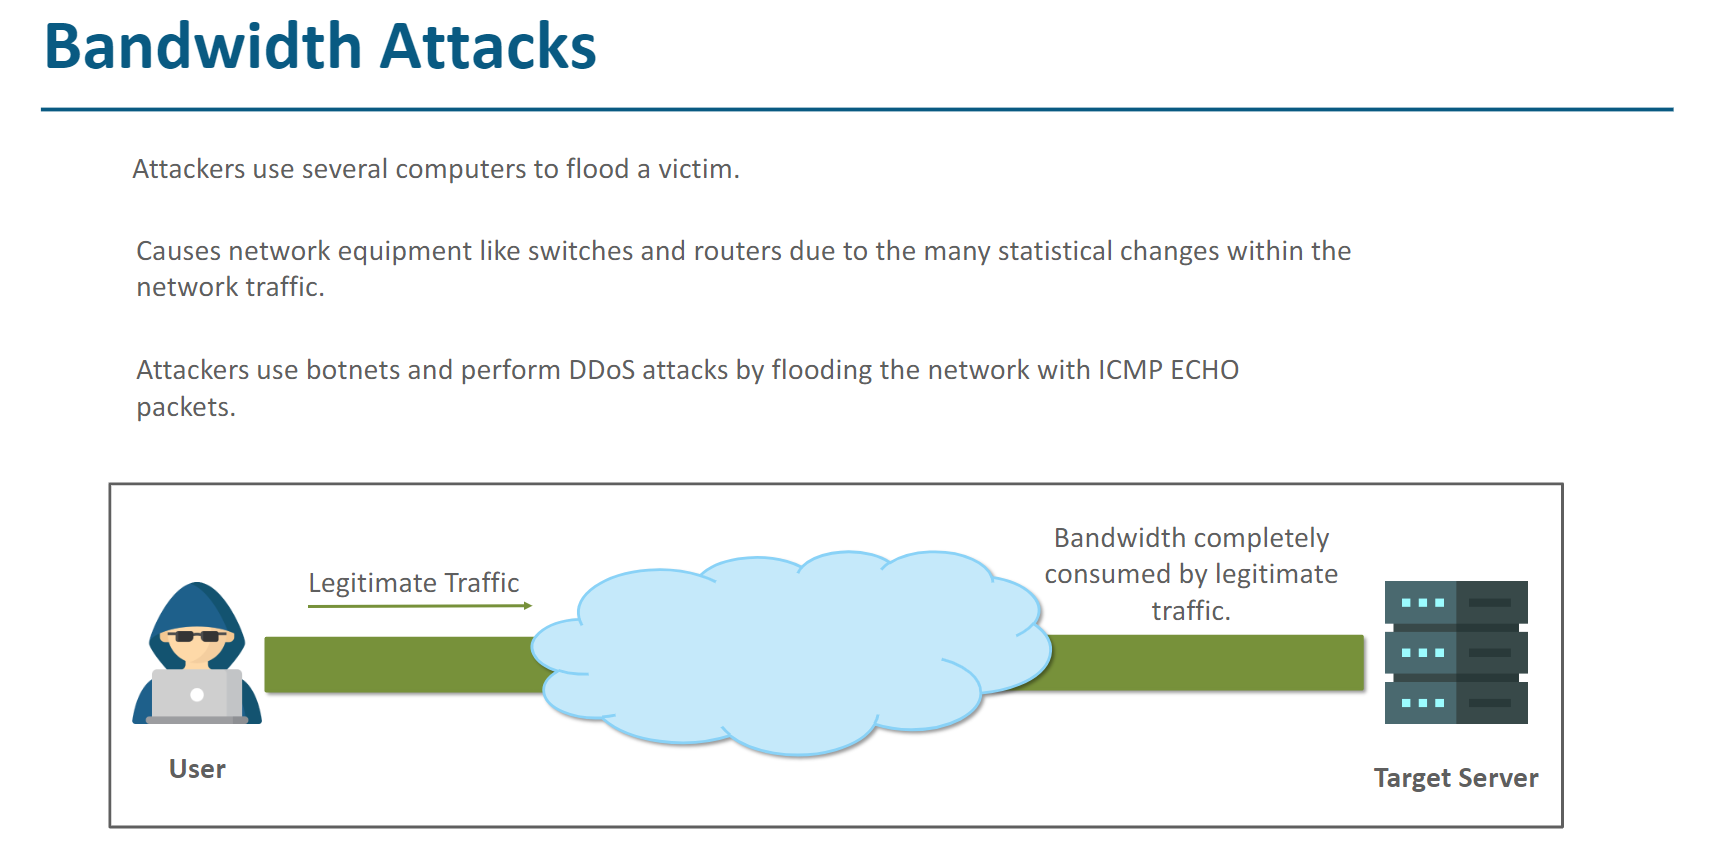 Bandwidth Attacks
Attackers use several computers to flood a victim.
Causes network equipment like switches and routers due to the many statistical changes within the
network traffic.
Attackers use botnets and perform DDoS attacks by flooding the network with ICMP ECHO
packets.
Legitimate Traffic
Bandwidth completely
consumed by legitimate
traffic.
User
Target Server